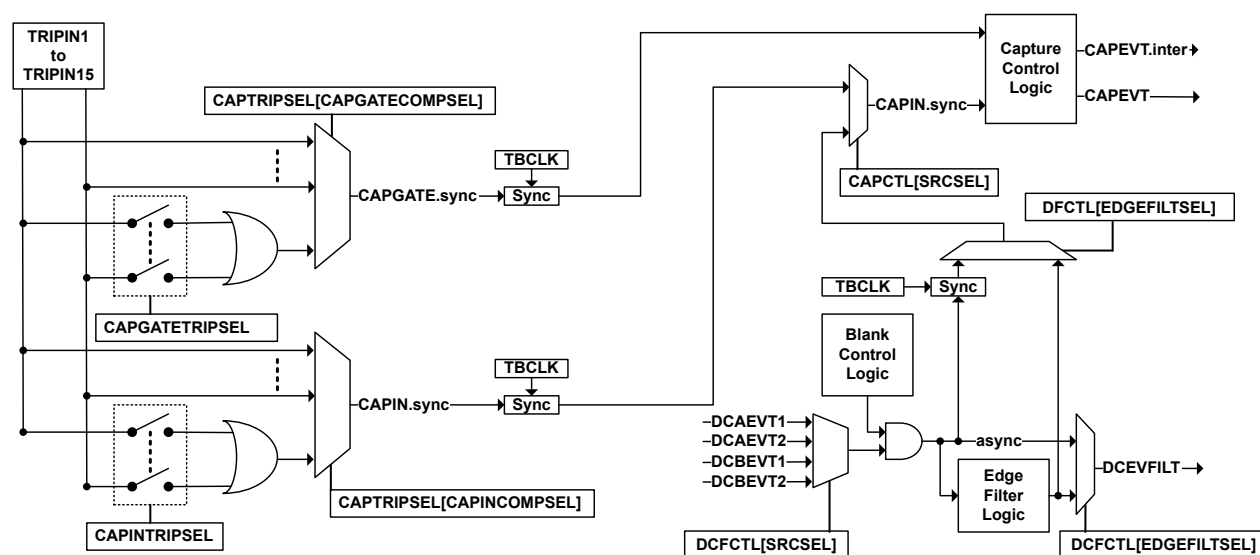 TRIPIN1
to
TRIPIN15
CAPTRIPSEL[CAPGATECOMPSEL]
TBCLK
CAPGATE.sync
Sync
CAPGATETRIPSEL
TBCLK
CAPIN.sync
Sync
CAPTRIPSEL[CAPINCOMPSEL]
CAPINTRIPSEL
Capture
Control
Logic
CAPEVT.inter
CAPEVT
CAPIN.sync
CAPCTL[SRCSEL]
DFCTL[EDGEFILTSEL]
TBCLK
Sync
Blank
Control
Logic
DCAEVT1
DCAEVT2
DCBEVT1
DCBEVT2
async
Edge
Filter
Logic
DCEVFILT
DCFCTL[SRCSEL]
DCFCTL[EDGEFILTSEL]